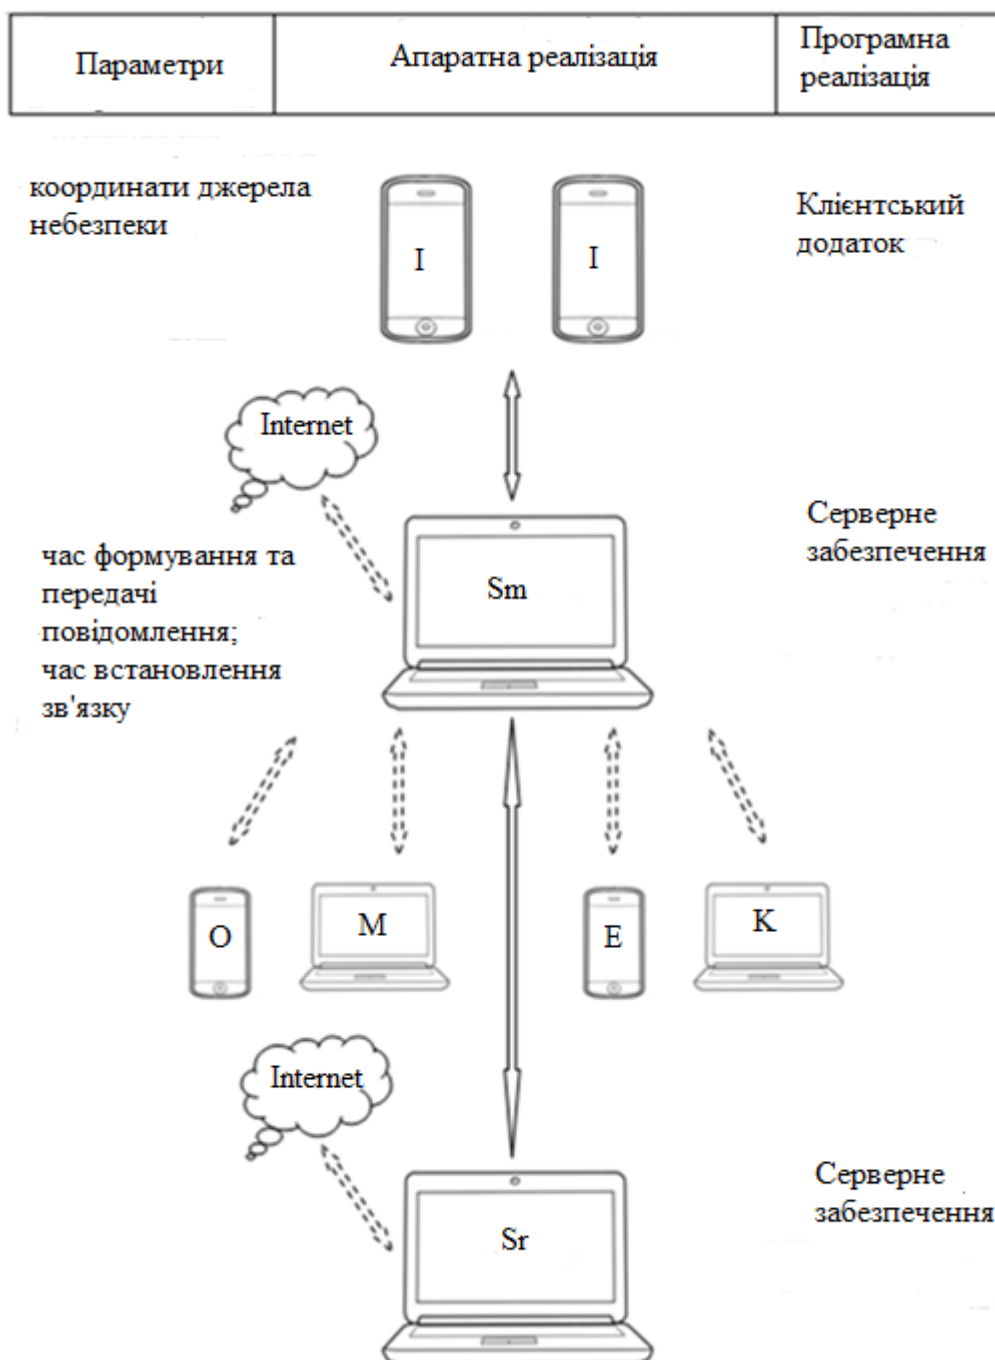 Параметри
Апаратна реалізація
Програмна
реалізація
координати джерела
небезпеки
I
I
Клієнтський
додаток
Internet
Серверне
забезпечення
Sm
час формування та
передачі
повідомлення;
час встановлення
зв'язку
O
M
E
K
Internet
Серверне
забезпечення
Sr